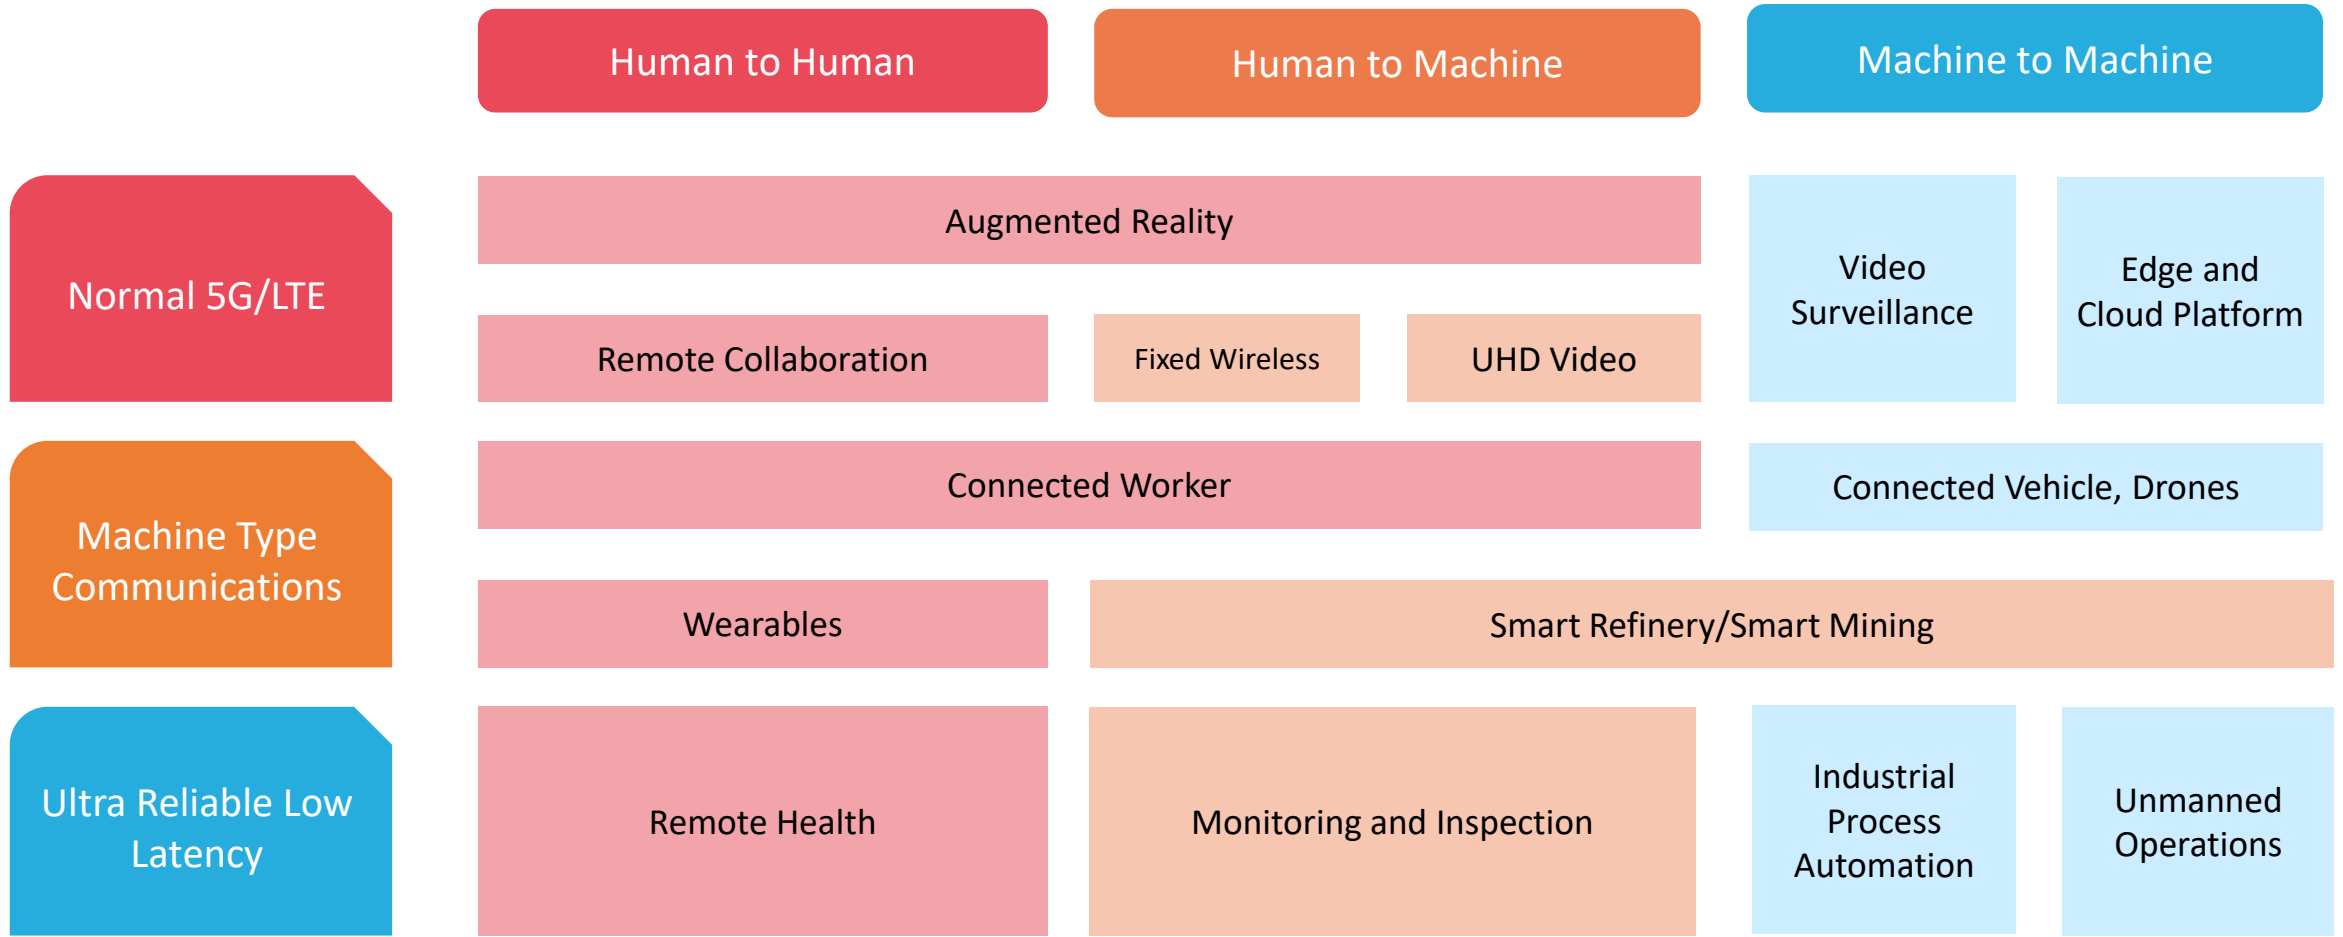 Human to Human
Human to Machine
Machine to Machine
Normal 5G/LTE
Augmented Reality
Video
Surveillance
Edge and
Cloud Platform
Remote Collaboration
Fixed Wireless
UHD Video
Machine Type
Communications
Connected Worker
Connected Vehicle, Drones
Wearables
Smart Refinery/Smart Mining
Ultra Reliable Low
Latency
Remote Health
Monitoring and Inspection
Industrial
Process
Automation
Unmanned
Operations